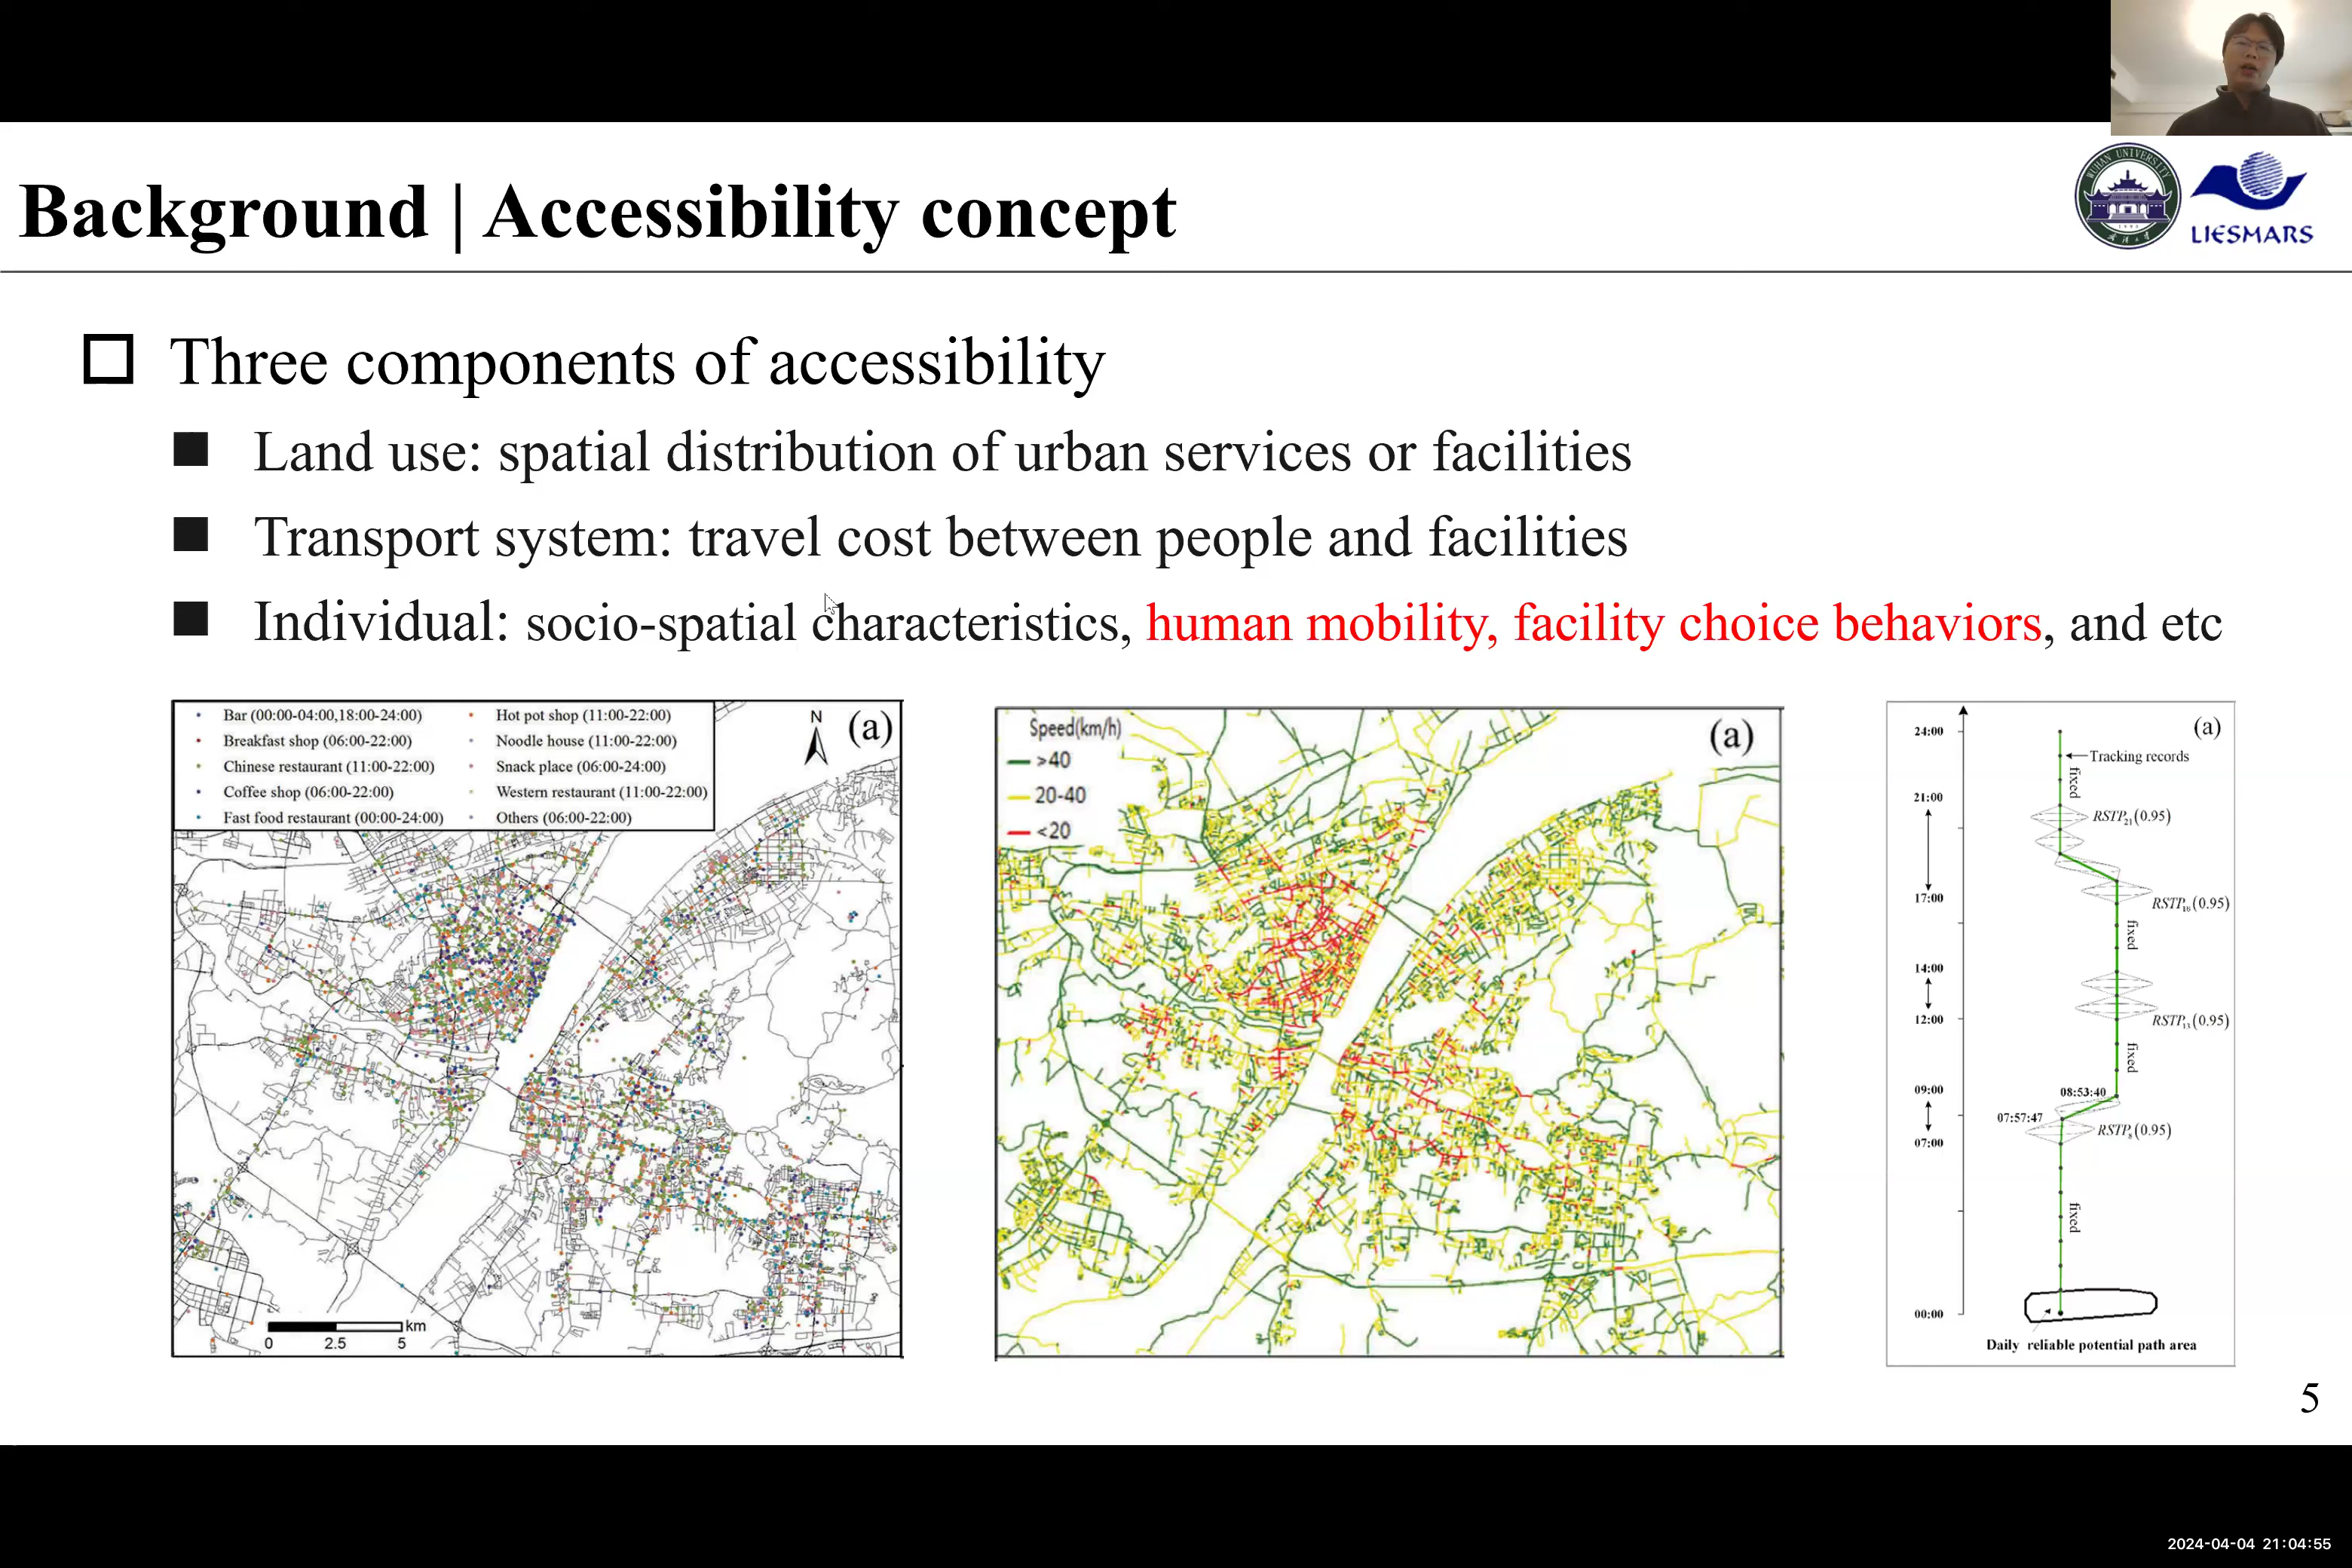 WUHAN UNIVERSITY
1893
LIESMARS
Background | Accessibility concept
Three components of accessibility
Land use: spatial distribution of urban services or facilities
Transport system: travel cost between people and facilities
Individual: socio-spatial characteristics, human mobility, facility choice behaviors, and etc
Bar (00:00-04:00,18:00-24:00)
Breakfast shop (06:00-22:00)
Chinese restaurant (11:00-22:00)
Coffee shop (06:00-22:00)
Fast food restaurant (00:00-24:00)
Hot pot shop (11:00-22:00)
Noodle house (11:00-22:00)
Snack place (06:00-24:00)
Western restaurant (11:00-22:00)
Others (06:00-22:00)
N
(a)
km
0 2.5 5
Speed(km/h)
>40
20-40
<20
(a)
(a)
24:00
Tracking records
fixed
21:00
RSTP21(0.95)
17:00
RSTP16(0.95)
fixed
14:00
12:00
RSTP11(0.95)
fixed
09:00
08:53:40
07:57:47
07:00
RSTP8(0.95)
fixed
00:00
Daily reliable potential path area
5
2024-04-04 21:04:55